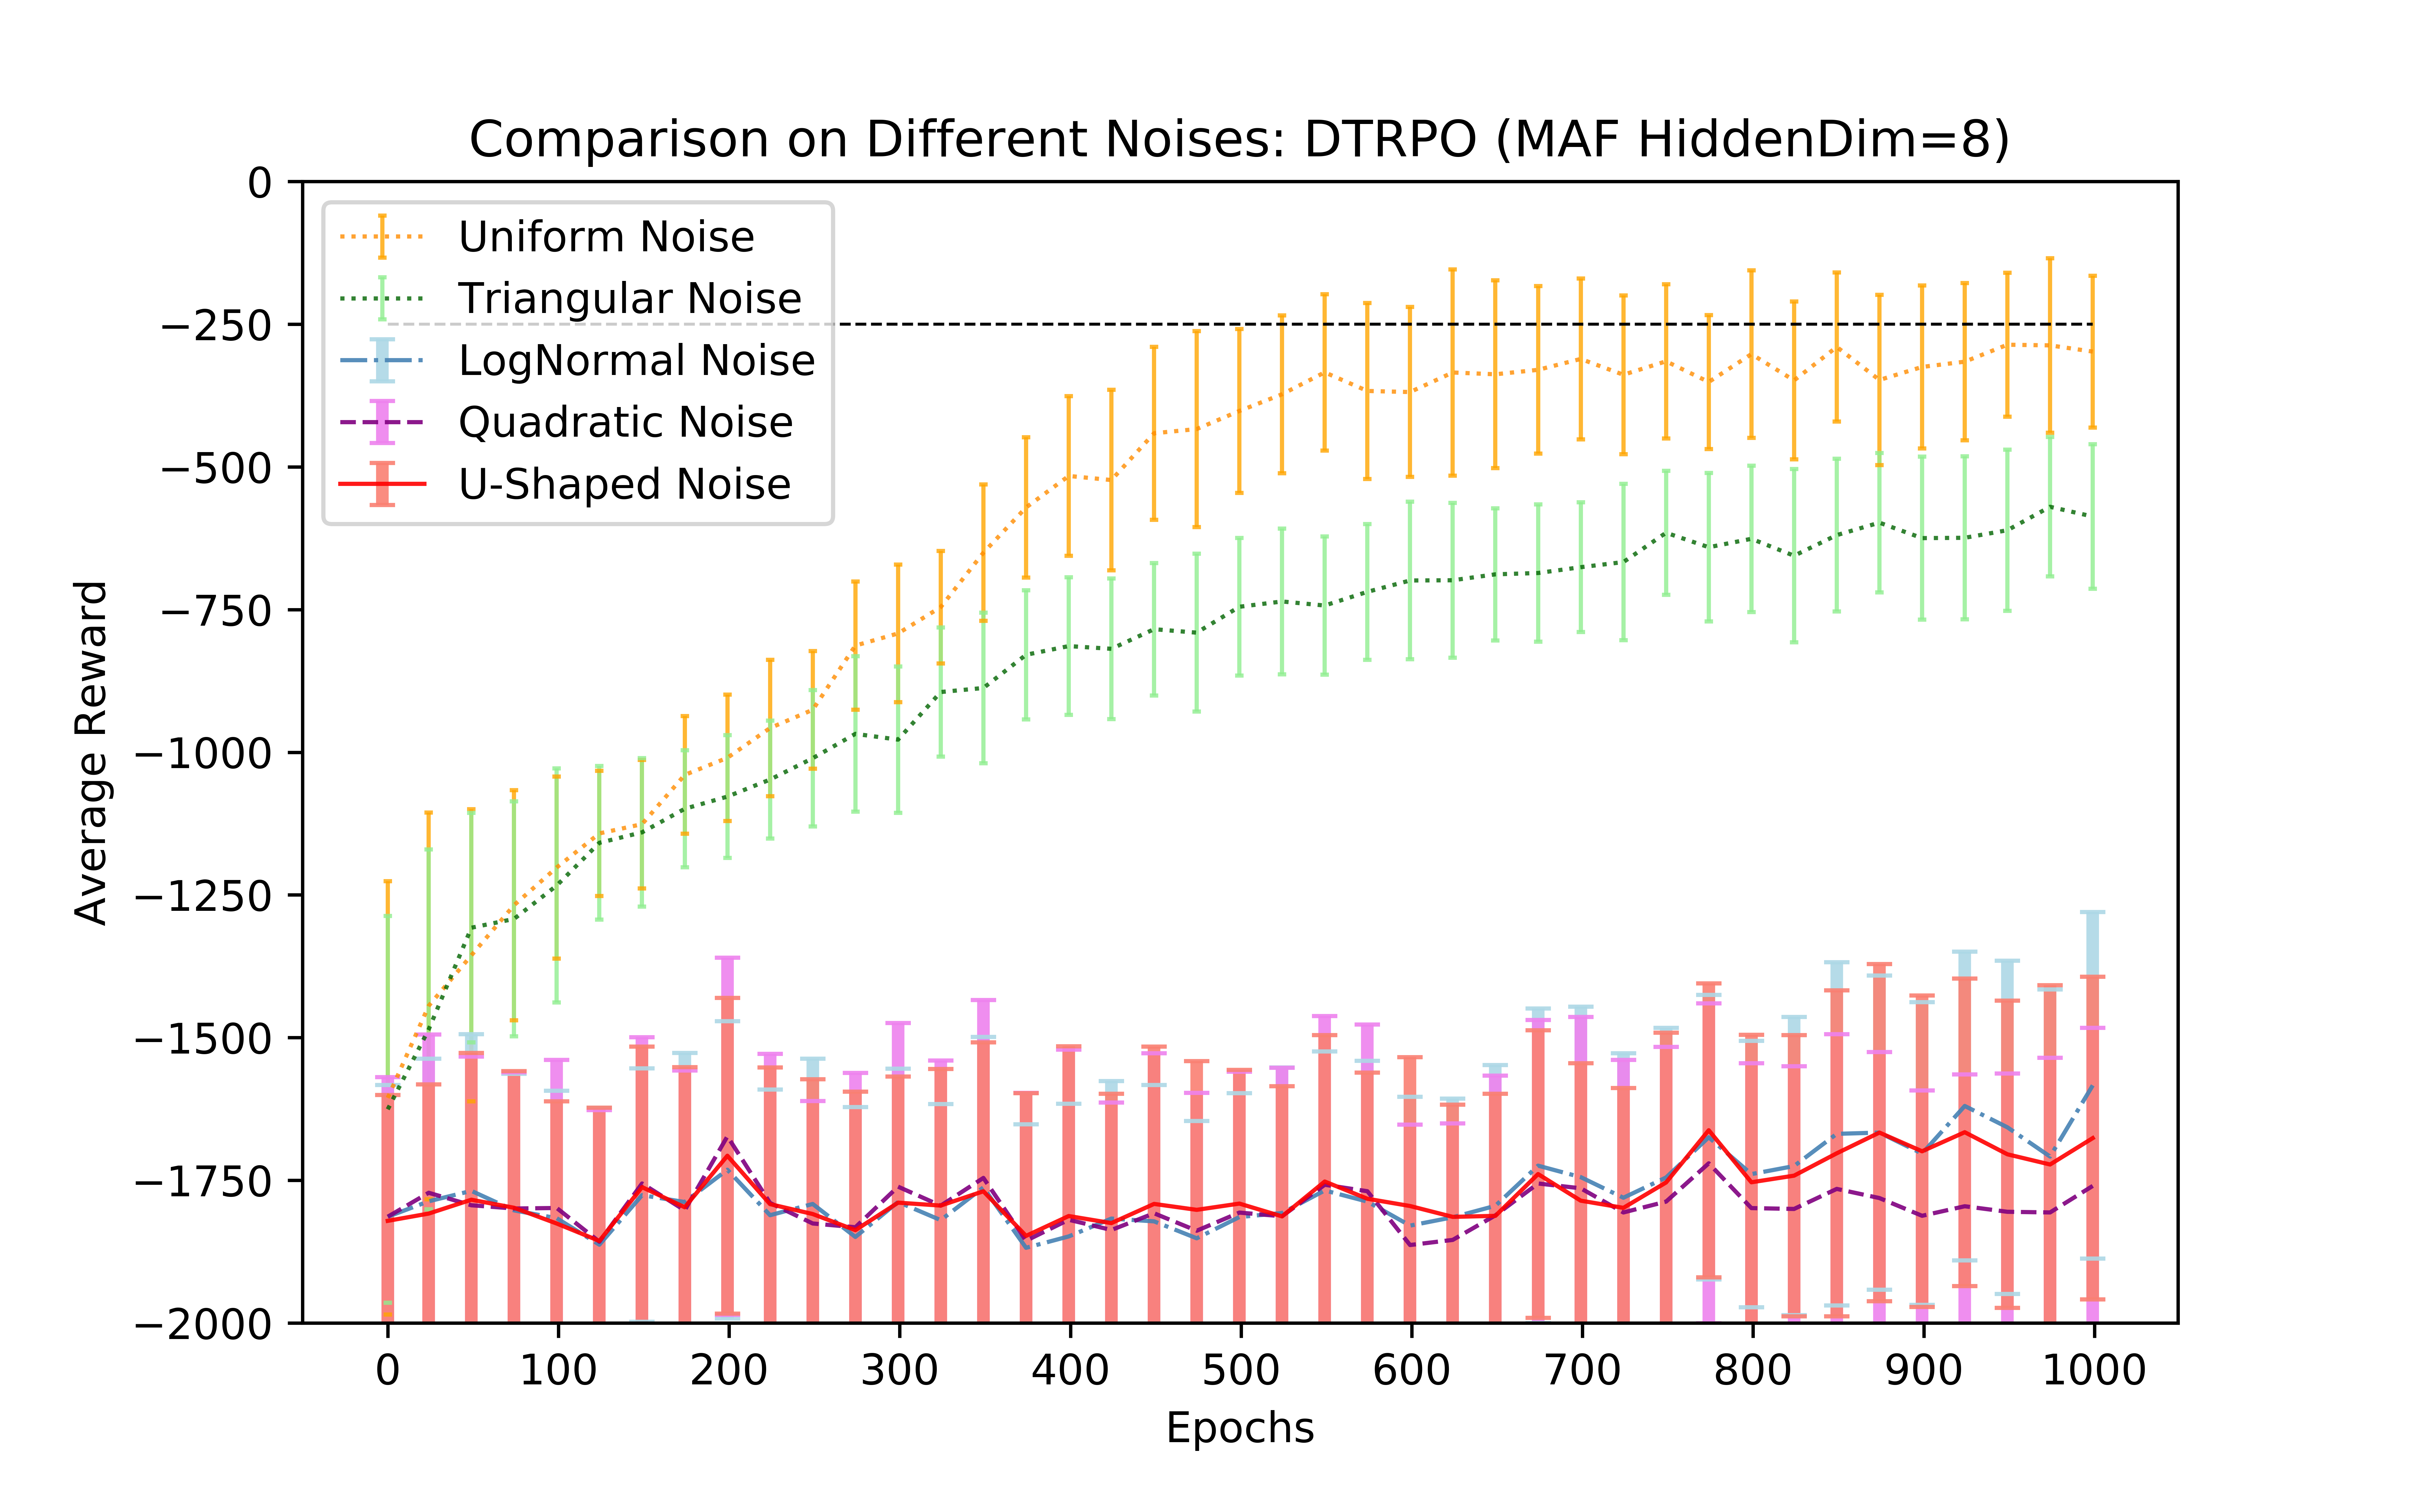 Comparison on Different Noises: DTRPO (MAF HiddenDim=8)
0
−250
−500
−750
−1000
−1250
−1500
−1750
−2000
Average Reward
Uniform Noise
Triangular Noise
LogNormal Noise
Quadratic Noise
U-Shaped Noise
0 100 200 300 400 500 600 700 800 900 1000
Epochs